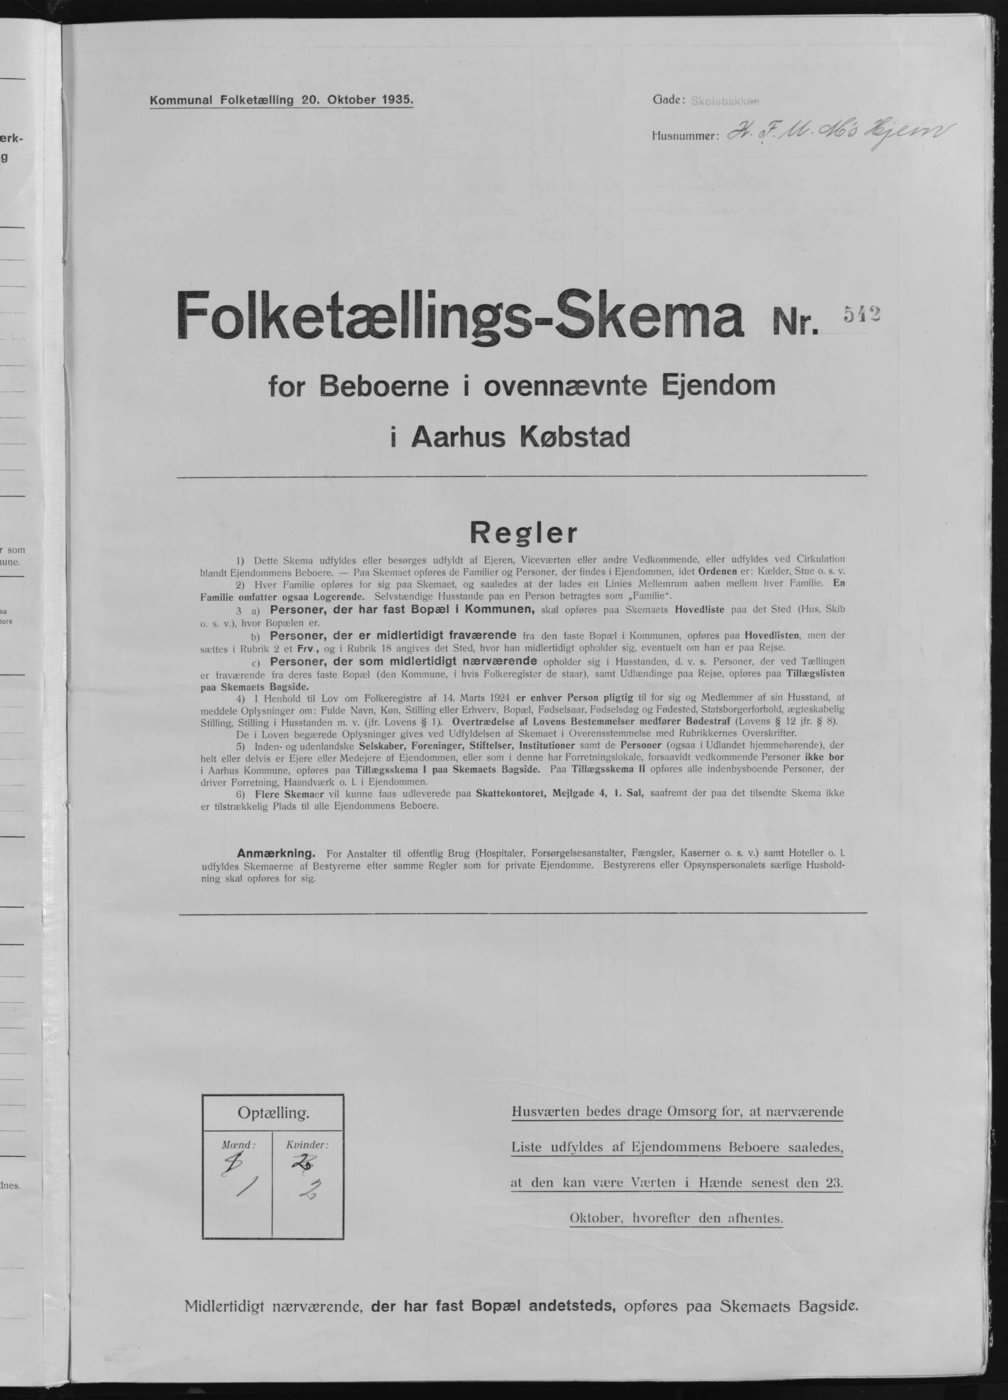 Kommunal Folketælling 20. Oktober 1935.
Gade: Skolebakken
Husnummer: K. F. U. M's Hjem
Folketællings-Skema Nr. 542
for Beboerne i ovennævnte Ejendom
i Aarhus Købstad
Regler
1) Dette Skema udfyldes eller besørges udfyldt af Ejeren, Viceværten eller andre Vedkommende, eller udfyldes ved Cirkulation
blandt Ejendommens Beboere. — Paa Skemaet opføres de Familier og Personer, der findes i Ejendommen, idet Ordenen er: Kælder, Stue o. s. v.
2) Hver Familie opføres for sig paa Skemaet, og saaledes at der lades en Linies Mellemrum aaben mellem hver Familie. En
Familie omfatter ogsaa Logerende. Selvstændige Husstande paa en Person betragtes som „Familie“.
3 a) Personer, der har fast Bopæl i Kommunen, skal opføres paa Skemaets Hovedliste paa det Sted (Hus, Skib
o. s. v.), hvor Bopælen er.
b) Personer, der er midlertidigt fraværende fra den faste Bopæl i Kommunen, opføres paa Hovedlisten, men der
sættes i Rubrik 2 et Frv., og i Rubrik 18 angives det Sted, hvor han midlertidigt opholder sig, eventuelt om han er paa Rejse.
c) Personer, der som midlertidigt nærværende opholder sig i Husstanden, d. v. s. Personer, der ved Tællingen
er fraværende fra deres faste Bopæl (den Kommune, i hvis Folkeregister de staar), samt Udlændinge paa Rejse, opføres paa Tillægslisten
paa Skemaets Bagside.
4) I Henhold til Lov om Folkeregistre af 14. Marts 1924 er enhver Person pligtig til for sig og Medlemmer af sin Husstand, at
meddele Oplysninger om: Fulde Navn, Køn, Stilling eller Erhverv, Bopæl, Fødselsaar, Fødselsdag og Fødested, Statsborgerforhold, ægteskabelig
Stilling, Stilling i Husstanden m. v. (jfr. Lovens § 1). Overtrædelse af Lovens Bestemmelser medfører Bødestraf (Lovens § 12 jfr. § 8).
De i Loven begærede Oplysninger gives ved Udfyldelsen af Skemaet i Overensstemmelse med Rubrikkernes Overskrifter.
5) Inden- og udenlandske Selskaber, Foreninger, Stiftelser, Institutioner samt de Personer (ogsaa i Udlandet hjemmehørende), der
helt eller delvis er Ejere eller Medejere af Ejendommen, eller som i denne har Forretningslokale, forsaavidt vedkommende Personer ikke bor
i Aarhus Kommune, opføres paa Tillægsskema I paa Skemaets Bagside. Paa Tillægsskema II opføres alle indenbysboende Personer, der
driver Forretning, Haandværk o. l. i Ejendommen.
6) Flere Skemaer vil kunne faas udleverede paa Skattekontoret, Mejlgade 4, 1. Sal, saafremt der paa det tilsendte Skema ikke
er tilstrækkelig Plads til alle Ejendommens Beboere.
Anmærkning. For Anstalter til offentlig Brug (Hospitaler, Forsørgelsesanstalter, Fængsler, Kaserner o. s. v.) samt Hoteller o. l.
udfyldes Skemaerne af Bestyrerne efter samme Regler som for private Ejendomme. Bestyrerens eller Opsynspersonalets særlige Hushold-
ning skal opføres for sig.
Optælling.
Mænd: Kvinder:
1 2
Husværten bedes drage Omsorg for, at nærværende
Liste udfyldes af Ejendommens Beboere saaledes,
at den kan være Værten i Hænde senest den 23.
Oktober, hvorefter den afhentes.
Midlertidigt nærværende, der har fast Bopæl andetsteds, opføres paa Skemaets Bagside.